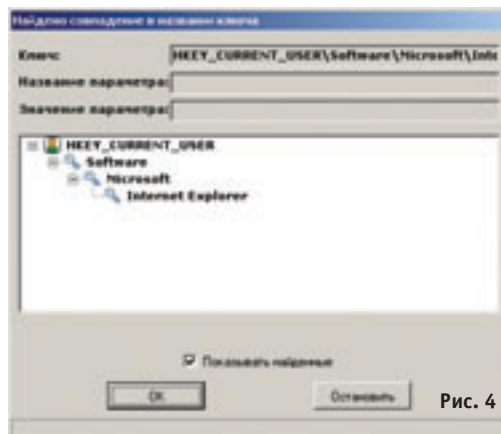 Найдено совпадение в названии ключа
Ключ: HKEY_CURRENT_USER\Software\Microsoft\Inte
Название параметра:
Значение параметра:
HKEY_CURRENT_USER
Software
Microsoft
Internet Explorer
Показывать найденные
OK
Остановить
Рис. 4